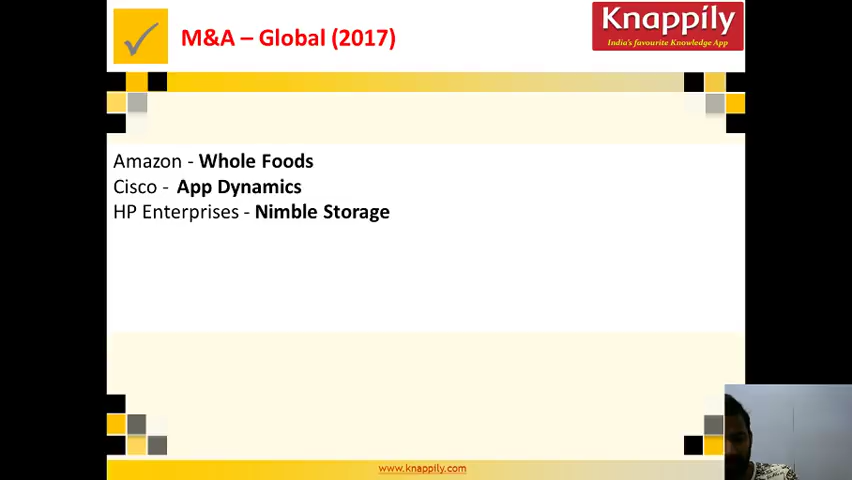 M&A – Global (2017)
Knappily
India's favourite Knowledge App
Amazon - Whole Foods
Cisco - App Dynamics
HP Enterprises - Nimble Storage
www.knappily.com